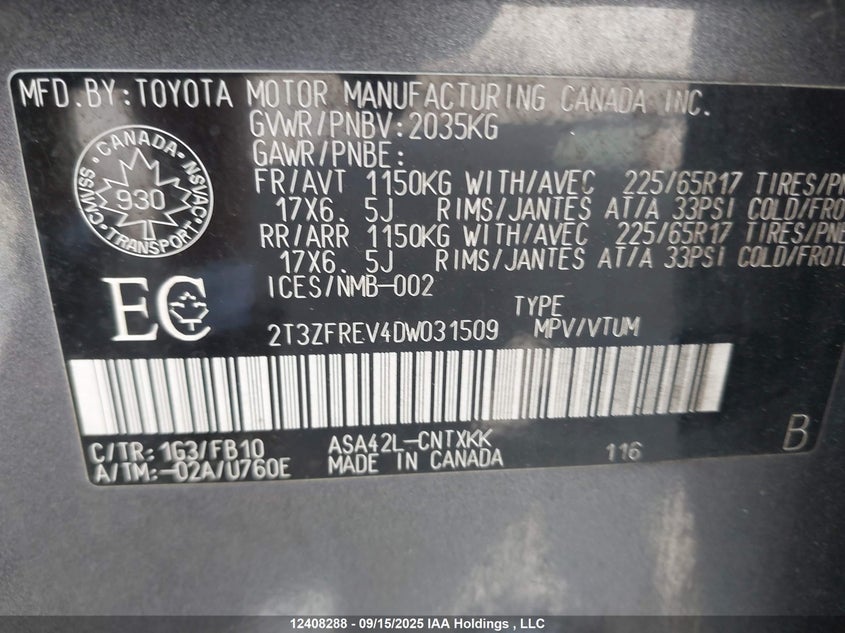 MFD.BY:TOYOTA MOTOR MANUFACTURING CANADA INC.
GVWR/PNBV:2035KG
GAWR/PNBE:
FR/AVT 1150KG WITH/AVEC 225/65R17 TIRES/PN
17X6.5J RIMS/JANTES AT/A 33PSI COLD/FRO
RR/ARR 1150KG WITH/AVEC 225/65R17 TIRES/PNE
17X6.5J RIMS/JANTES AT/A 33PSI COLD/FROI
CANADA
CMVSS NSVAC
930
TRANSPORT
EC
ICES/NMB-002
TYPE
2T3ZFREV4DW031509 MPV/VTUM
C/TR:1G3/FB10 ASA42L-CNTXKK 116 B
A/TM:-02A/U760E MADE IN CANADA
12408288 - 09/15/2025 IAA Holdings , LLC